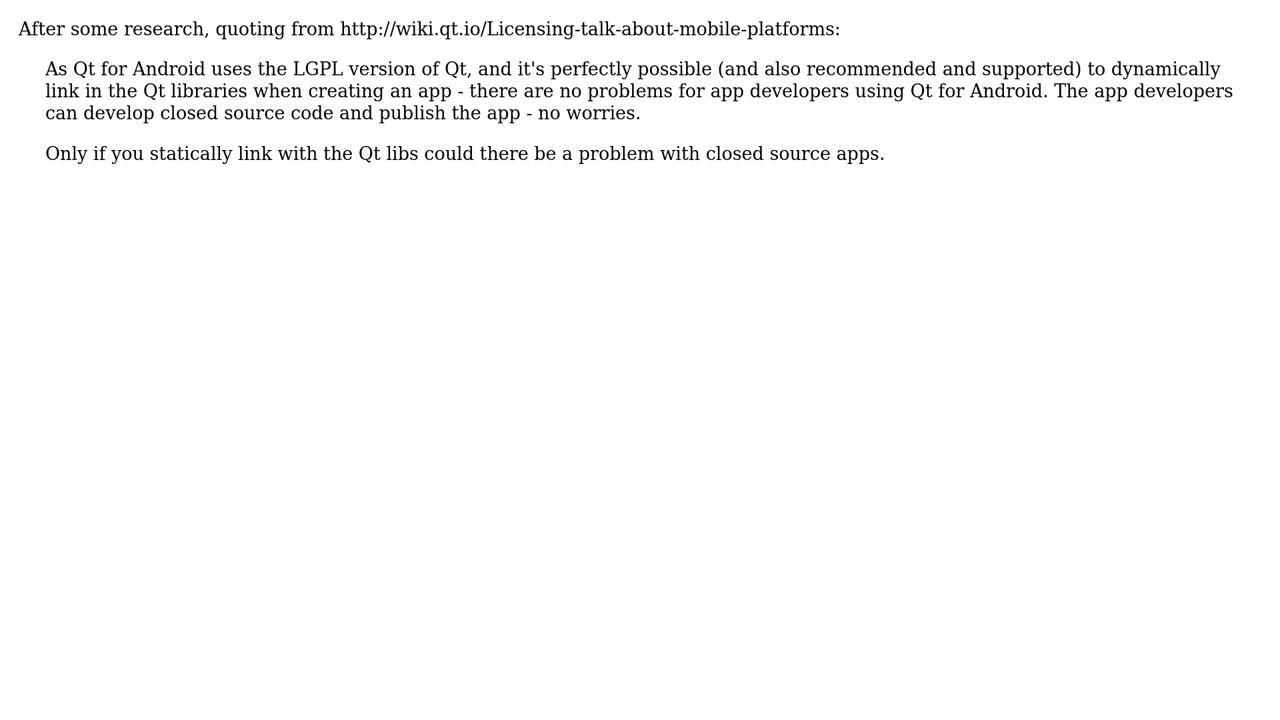 After some research, quoting from http://wiki.qt.io/Licensing-talk-about-mobile-platforms:
As Qt for Android uses the LGPL version of Qt, and it's perfectly possible (and also recommended and supported) to dynamically
link in the Qt libraries when creating an app - there are no problems for app developers using Qt for Android. The app developers
can develop closed source code and publish the app - no worries.
Only if you statically link with the Qt libs could there be a problem with closed source apps.